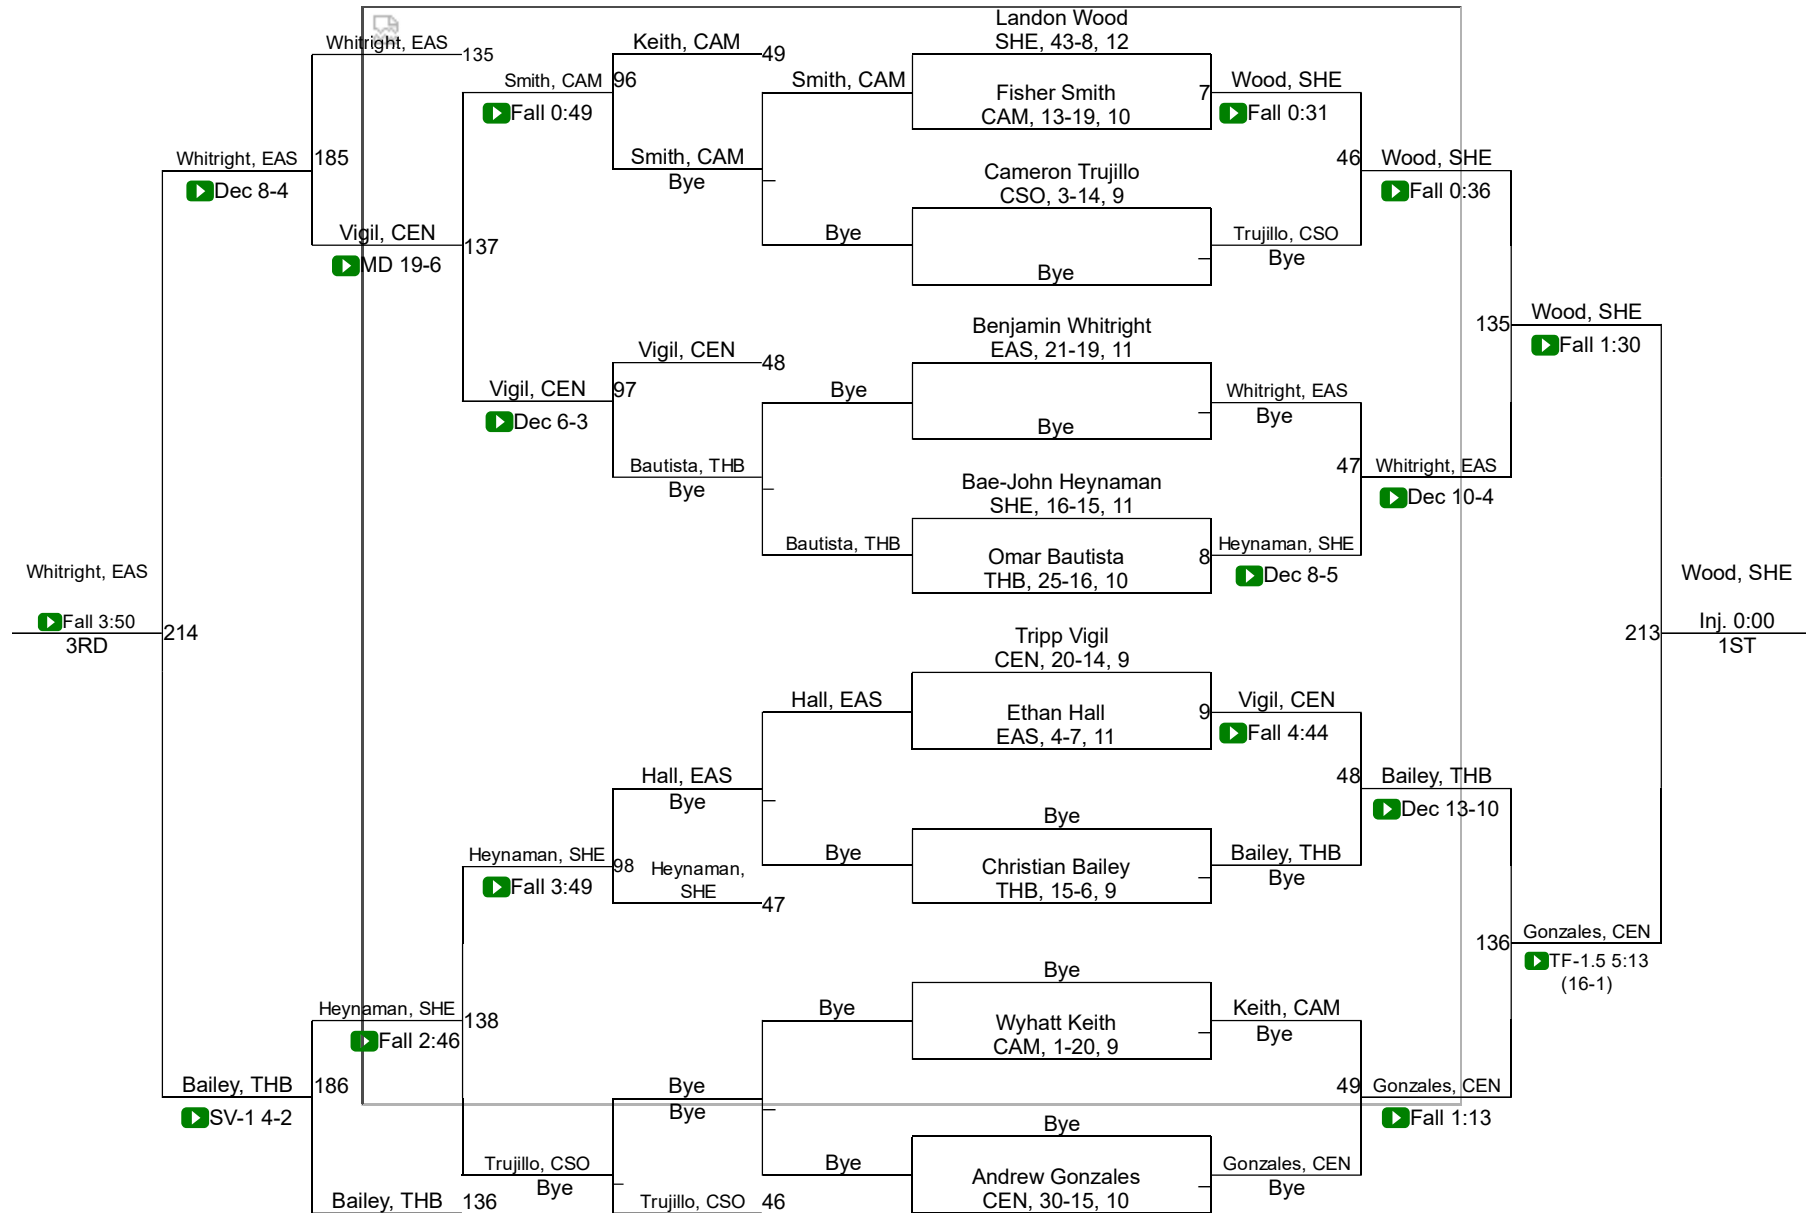 Landon Wood
SHE, 43-8, 12
Whitright, EAS
135
Keith, CAM
49
Smith, CAM
96
Fall 0:49
Smith, CAM
Fisher Smith
CAM, 13-19, 10
7
Wood, SHE
Fall 0:31
Whitright, EAS
185
Dec 8-4
Smith, CAM
Bye
Cameron Trujillo
CSO, 3-14, 9
46
Wood, SHE
Fall 0:36
Vigil, CEN
137
MD 19-6
Bye
Bye
Trujillo, CSO
Bye
Benjamin Whitright
EAS, 21-19, 11
135
Wood, SHE
Fall 1:30
Vigil, CEN
48
Vigil, CEN
97
Dec 6-3
Bye
Bye
Whitright, EAS
Bye
Bautista, THB
Bye
Bae-John Heynaman
SHE, 16-15, 11
47
Whitright, EAS
Dec 10-4
Bautista, THB
Omar Bautista
THB, 25-16, 10
8
Heynaman, SHE
Dec 8-5
Whitright, EAS
Fall 3:50
3RD
214
Wood, SHE
213
Inj. 0:00
1ST
Tripp Vigil
CEN, 20-14, 9
Hall, EAS
Ethan Hall
EAS, 4-7, 11
9
Vigil, CEN
Fall 4:44
Hall, EAS
Bye
48
Bailey, THB
Dec 13-10
Bye
Heynaman, SHE
98
Fall 3:49
Heynaman,
SHE
47
Bye
Christian Bailey
THB, 15-6, 9
Bailey, THB
Bye
136
Gonzales, CEN
TF-1.5 5:13
(16-1)
Bye
Heynaman, SHE
138
Fall 2:46
Bye
Wyhatt Keith
CAM, 1-20, 9
Keith, CAM
Bye
Bailey, THB
186
SV-1 4-2
Bye
Bye
49
Gonzales, CEN
Fall 1:13
Bye
Trujillo, CSO
Bye
Bye
Andrew Gonzales
CEN, 30-15, 10
Gonzales, CEN
Bye
Bailey, THB
136
Trujillo, CSO
46